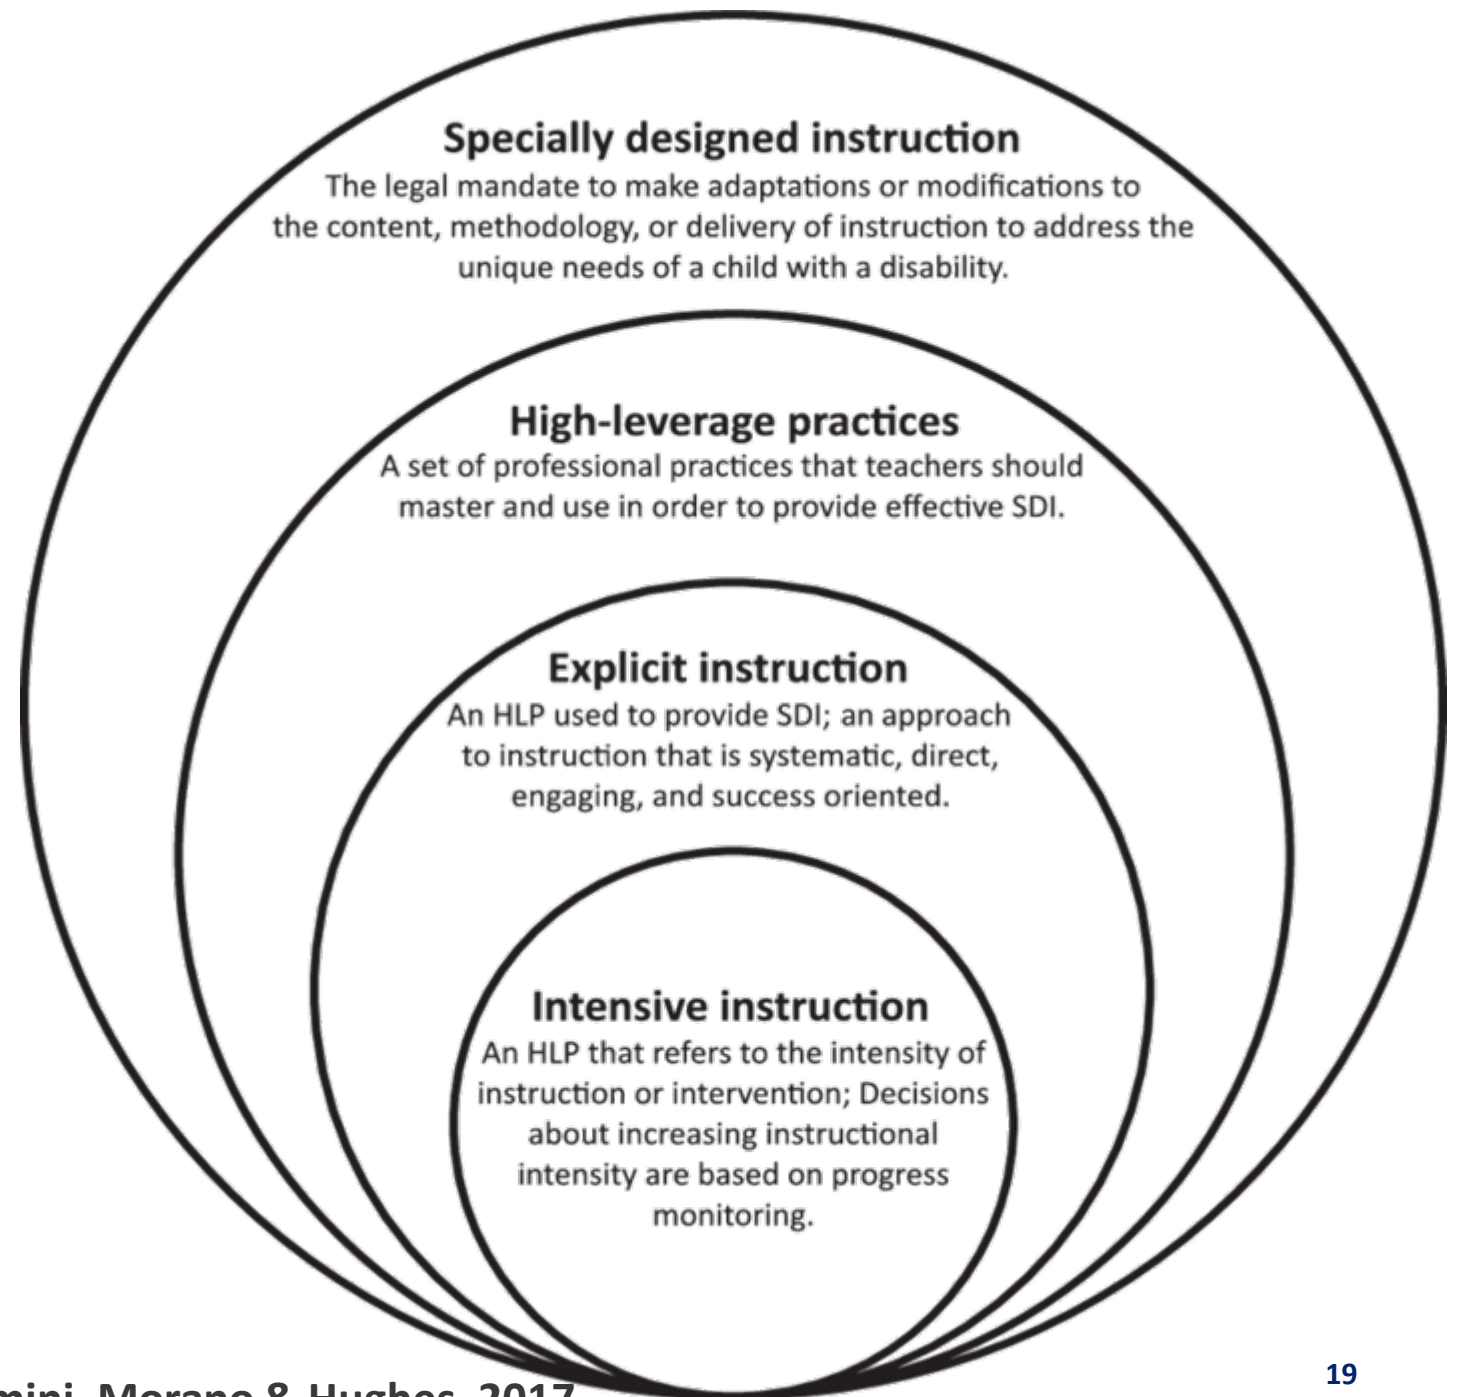 Specially designed instruction
The legal mandate to make adaptations or modifications to
the content, methodology, or delivery of instruction to address the
unique needs of a child with a disability.
High-leverage practices
A set of professional practices that teachers should
master and use in order to provide effective SDI.
Explicit instruction
An HLP used to provide SDI; an approach
to instruction that is systematic, direct,
engaging, and success oriented.
Intensive instruction
An HLP that refers to the intensity of
instruction or intervention; Decisions
about increasing instructional
intensity are based on progress
monitoring.
Morano & Hughes, 2017
19